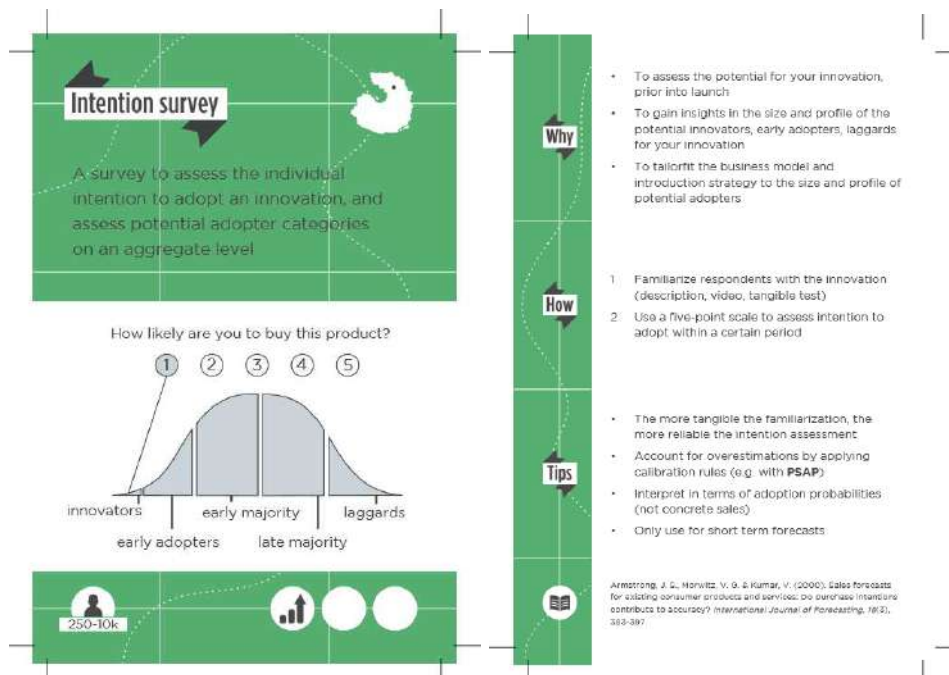 Intention survey
A survey to assess the individual
intention to adopt an innovation, and
assess potential adopter categories
on an aggregate level
How likely are you to buy this product?
1 2 3 4 5
innovators early majority laggards
early adopters late majority
250-10k
Why
• To assess the potential for your innovation,
prior into launch
• To gain insights in the size and profile of the
potential innovators, early adopters, laggards
for your innovation
• To tailorfit the business model and
introduction strategy to the size and profile of
potential adopters
How
1 Familiarize respondents with the innovation
(description, video, tangible test)
2 Use a five-point scale to assess intention to
adopt within a certain period
Tips
• The more tangible the familiarization, the
more reliable the intention assessment
• Account for overestimations by applying
calibration rules (e.g. with PSAP)
• Interpret in terms of adoption probabilities
(not concrete sales)
• Only use for short term forecasts
Armstrong, J. S., Morwitz, V. G. & Kumar, V. (2000). Sales forecasts
for existing consumer products and services: Do purchase intentions
contribute to accuracy? International Journal of Forecasting, 16(3),
383-397